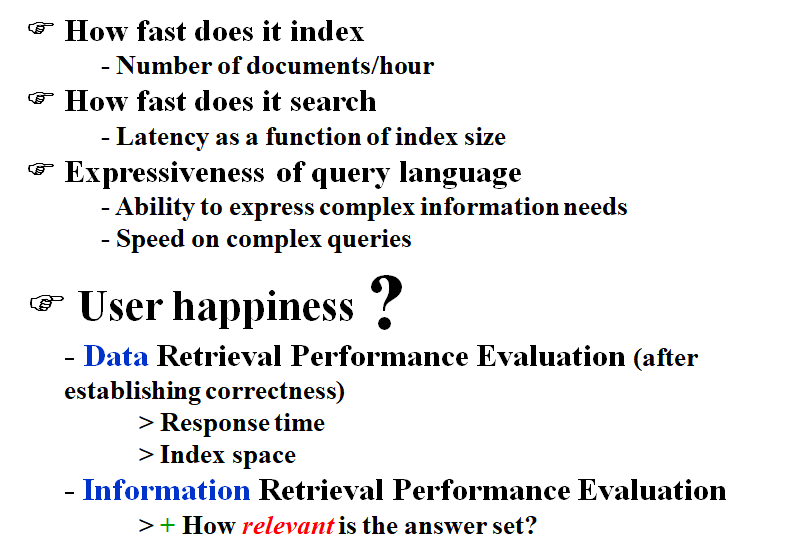 ☞ How fast does it index
- Number of documents/hour
☞ How fast does it search
- Latency as a function of index size
☞ Expressiveness of query language
- Ability to express complex information needs
- Speed on complex queries
☞ User happiness ?
- Data Retrieval Performance Evaluation (after
establishing correctness)
> Response time
> Index space
- Information Retrieval Performance Evaluation
> + How relevant is the answer set?